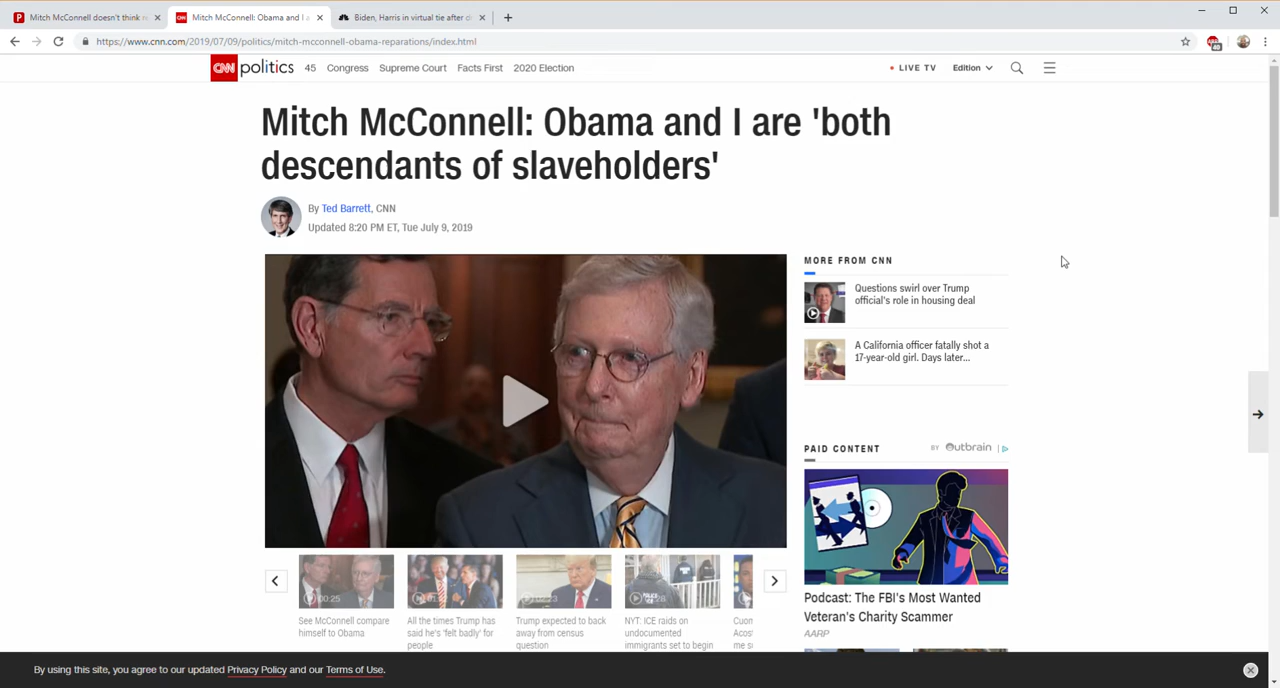 Mitch McConnell doesn't think
Mitch McConnell: Obama and I
Biden, Harris in virtual tie after
https://www.cnn.com/2019/07/09/politics/mitch-mcconnell-obama-reparations/index.html
CNN politics 45 Congress Supreme Court Facts First 2020 Election LIVE TV Edition
Mitch McConnell: Obama and I are 'both
descendants of slaveholders'
By Ted Barrett, CNN
Updated 8:20 PM ET, Tue July 9, 2019
MORE FROM CNN
Questions swirl over Trump
official's role in housing deal
A California officer fatally shot a
17-year-old girl. Days later...
PAID CONTENT BY Outbrain
Podcast: The FBI's Most Wanted
Veteran's Charity Scammer
AARP
00:25
See McConnell compare
himself to Obama
All the times Trump has
said he's 'felt badly' for
people
Trump expected to back
away from census
question
NYT: ICE raids on
undocumented
immigrants set to begin
By using this site, you agree to our updated Privacy Policy and our Terms of Use.